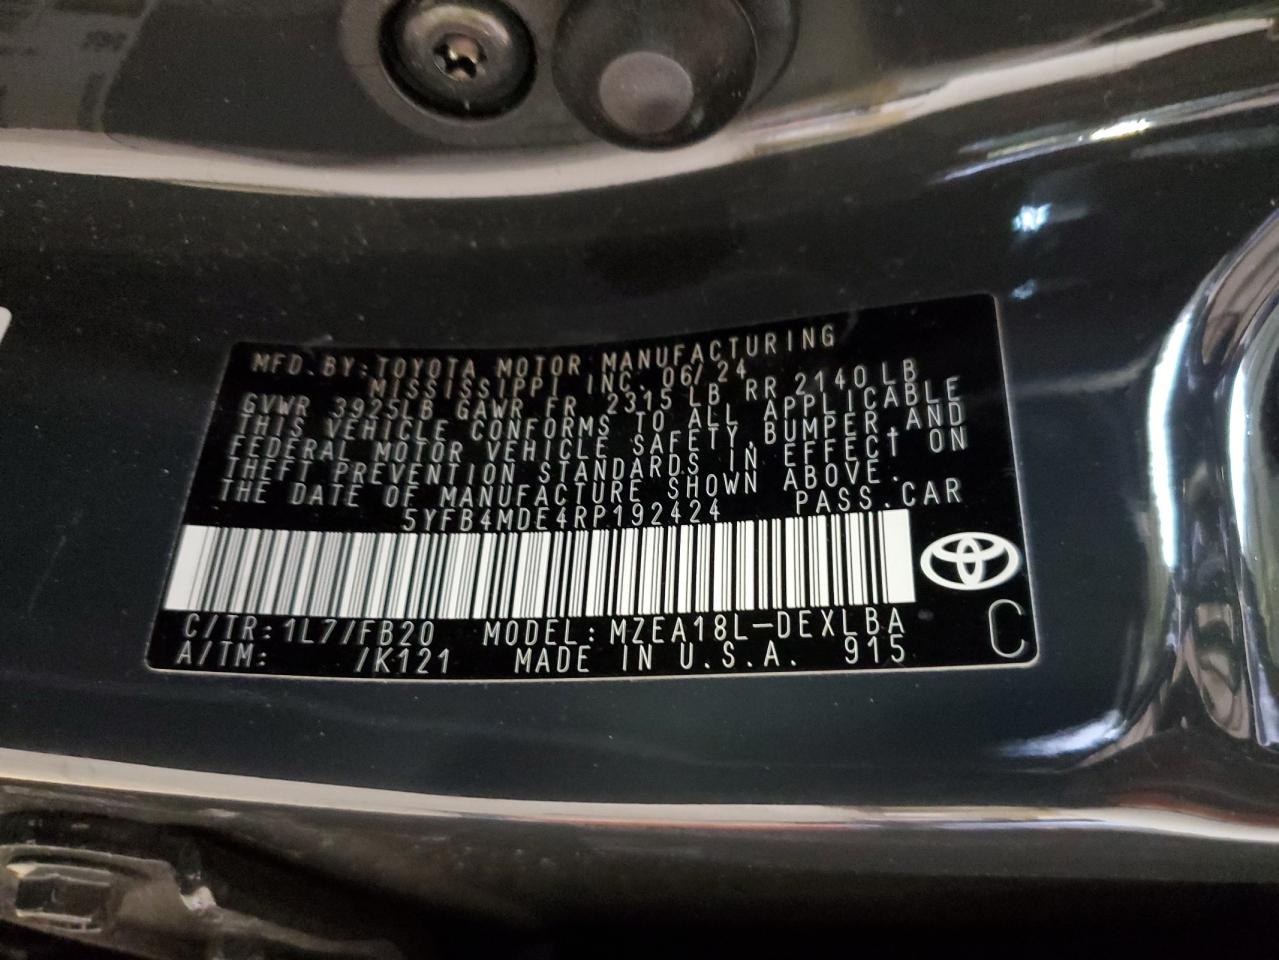 MFD.BY:TOYOTA MOTOR MANUFACTURING
MISSISSIPPI INC. 06/24
GVWR 3925LB GAWR FR 2315 LB RR 2140 LB
THIS VEHICLE CONFORMS TO ALL APPLICABLE
FEDERAL MOTOR VEHICLE SAFETY,BUMPER,AND
THEFT PREVENTION STANDARDS IN EFFECT ON
THE DATE OF MANUFACTURE SHOWN ABOVE.
5YFB4MDE4RP192424 PASS.CAR
C/TR:1L7/FB20 MODEL:MZEA18L-DEXLBA
A/TM: /K121 MADE IN U.S.A. 915
C